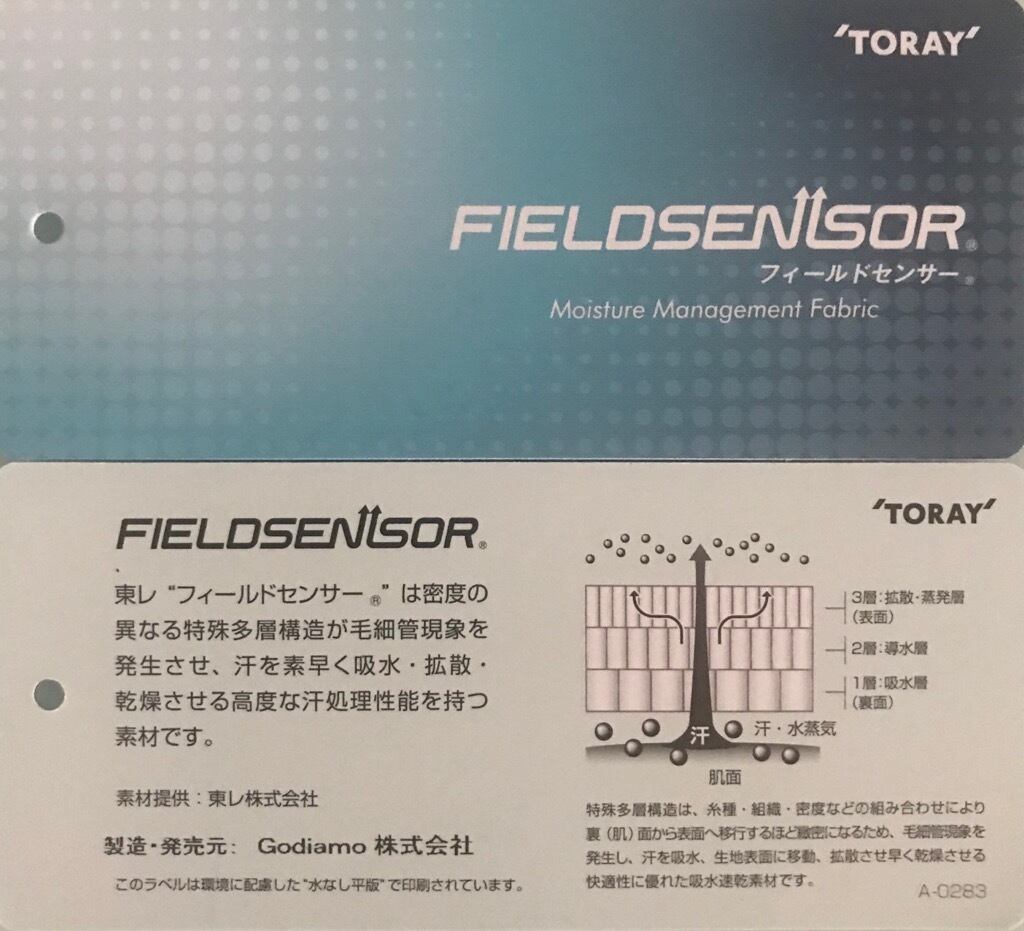 'TORAY'
FIELDSENSOR®
フィールドセンサー®
Moisture Management Fabric
FIELDSENSOR®
'TORAY'
東レ “フィールドセンサー®” は密度の
異なる特殊多層構造が毛細管現象を
発生させ、汗を素早く吸水・拡散・
乾燥させる高度な汗処理性能を持つ
素材です。
素材提供：東レ株式会社
製造・発売元： Godiamo 株式会社
このラベルは環境に配慮した“水なし平版”で印刷されています。
3層：拡散・蒸発層
（表面）
2層：導水層
1層：吸水層
（裏面）
汗・水蒸気
汗
肌面
特殊多層構造は、糸種・組織・密度などの組み合わせにより
裏（肌）面から表面へ移行するほど緻密になるため、毛細管現象を
発生し、汗を吸水、生地表面に移動、拡散させ早く乾燥させる
快適性に優れた吸水速乾素材です。
A-0283